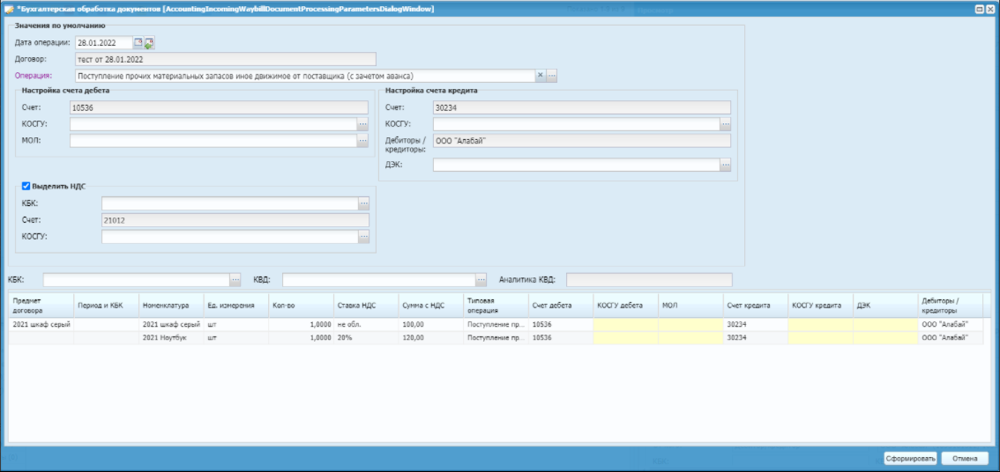 *Бухгалтерская обработка документов [AccountingIncomingWaybillDocumentProcessingParametersDialogWindow]
Значения по умолчанию
Дата операции: 28.01.2022
Договор: тест от 28.01.2022
Операция: Поступление прочих материальных запасов иное движимое от поставщика (с зачетом аванса)
Настройка счета дебета
Счет: 10536
КОСГУ:
МОЛ:
Настройка счета кредита
Счет: 30234
КОСГУ:
Дебиторы / кредиторы: ООО "Алабай"
ДЭК:
Выделить НДС
КБК:
Счет: 21012
КОСГУ:
КБК: КВД: Аналитика КВД:
Предмет договора Период и КБК Номенклатура Ед. измерения Кол-во Ставка НДС Сумма с НДС Типовая операция Счет дебета КОСГУ дебета МОЛ Счет кредита КОСГУ кредита ДЭК Дебиторы / кредиторы
2021 шкаф серый 2021 шкаф серый шт 1,0000 не обл. 100,00 Поступление пр... 10536 30234 ООО "Алабай"
2021 Ноутбук шт 1,0000 20% 120,00 Поступление пр... 10536 30234 ООО "Алабай"
Сформировать Отмена